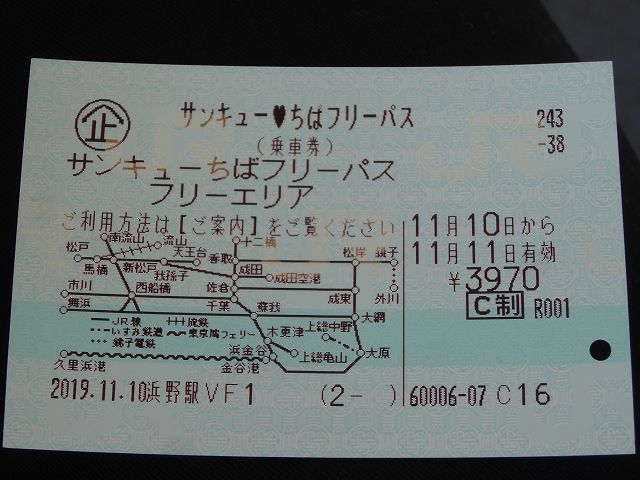 企
サンキュー♥ちばフリーパス
243
(乗車券)
-38
サンキューちばフリーパス
フリーエリア
ご利用方法は[ご案内]をご覧ください
11月10日から
11月11日有効
¥3970
C制 R001
南流山 流山 十二橋
松戸 天王台 香取 松岸 銚子
馬橋 新松戸 我孫子 成田 成田空港
市川 西船橋 佐倉 成東 外川
舞浜 千葉 蘇我 大網
JR線 流鉄 木更津 上総中野
いすみ鉄道 東京湾フェリー
銚子電鉄 浜金谷 上総亀山 大原
久里浜港 金谷港
2019.11.10浜野駅VF1 (2- ) 60006-07 C16